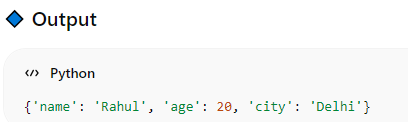 Output
</> Python
{'name': 'Rahul', 'age': 20, 'city': 'Delhi'}